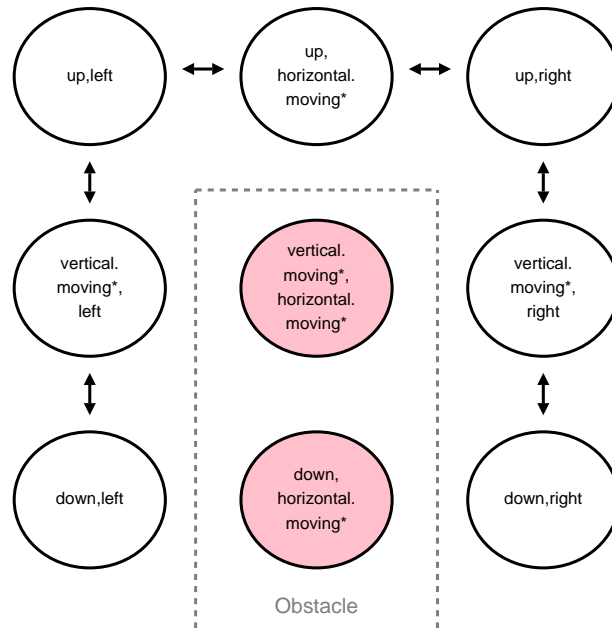 up,left
up,
horizontal.
moving*
up,right
vertical.
moving*,
left
vertical.
moving*,
horizontal.
moving*
vertical.
moving*,
right
down,left
down,
horizontal.
moving*
down,right
Obstacle